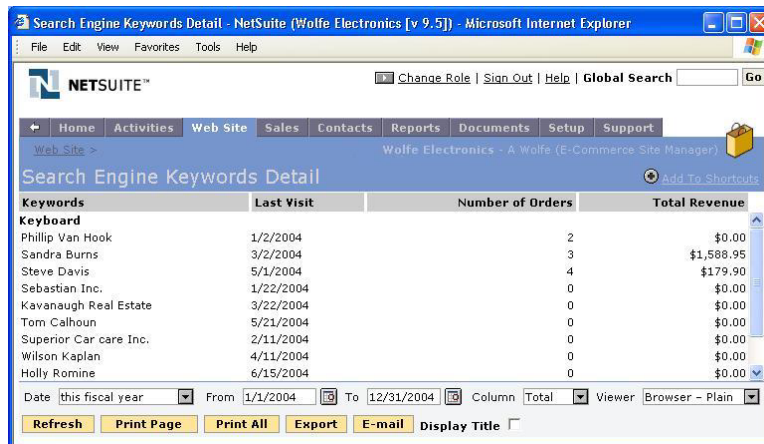 Search Engine Keywords Detail - NetSuite (Wolfe Electronics [v 9.5]) - Microsoft Internet Explorer
File Edit View Favorites Tools Help
NETSUITE™
Change Role | Sign Out | Help | Global Search Go
Home Activities Web Site Sales Contacts Reports Documents Setup Support
Web Site > Wolfe Electronics - A Wolfe (E-Commerce Site Manager)
Search Engine Keywords Detail Add To Shortcuts
Keywords Last Visit Number of Orders Total Revenue
Keyboard
Phillip Van Hook 1/2/2004 2 $0.00
Sandra Burns 3/2/2004 3 $1,588.95
Steve Davis 5/1/2004 4 $179.90
Sebastian Inc. 1/22/2004 0 $0.00
Kavanaugh Real Estate 3/22/2004 0 $0.00
Tom Calhoun 5/21/2004 0 $0.00
Superior Car care Inc. 2/11/2004 0 $0.00
Wilson Kaplan 4/11/2004 0 $0.00
Holly Romine 6/15/2004 0 $0.00
Date this fiscal year From 1/1/2004 To 12/31/2004 Column Total Viewer Browser - Plain
Refresh Print Page Print All Export E-mail Display Title